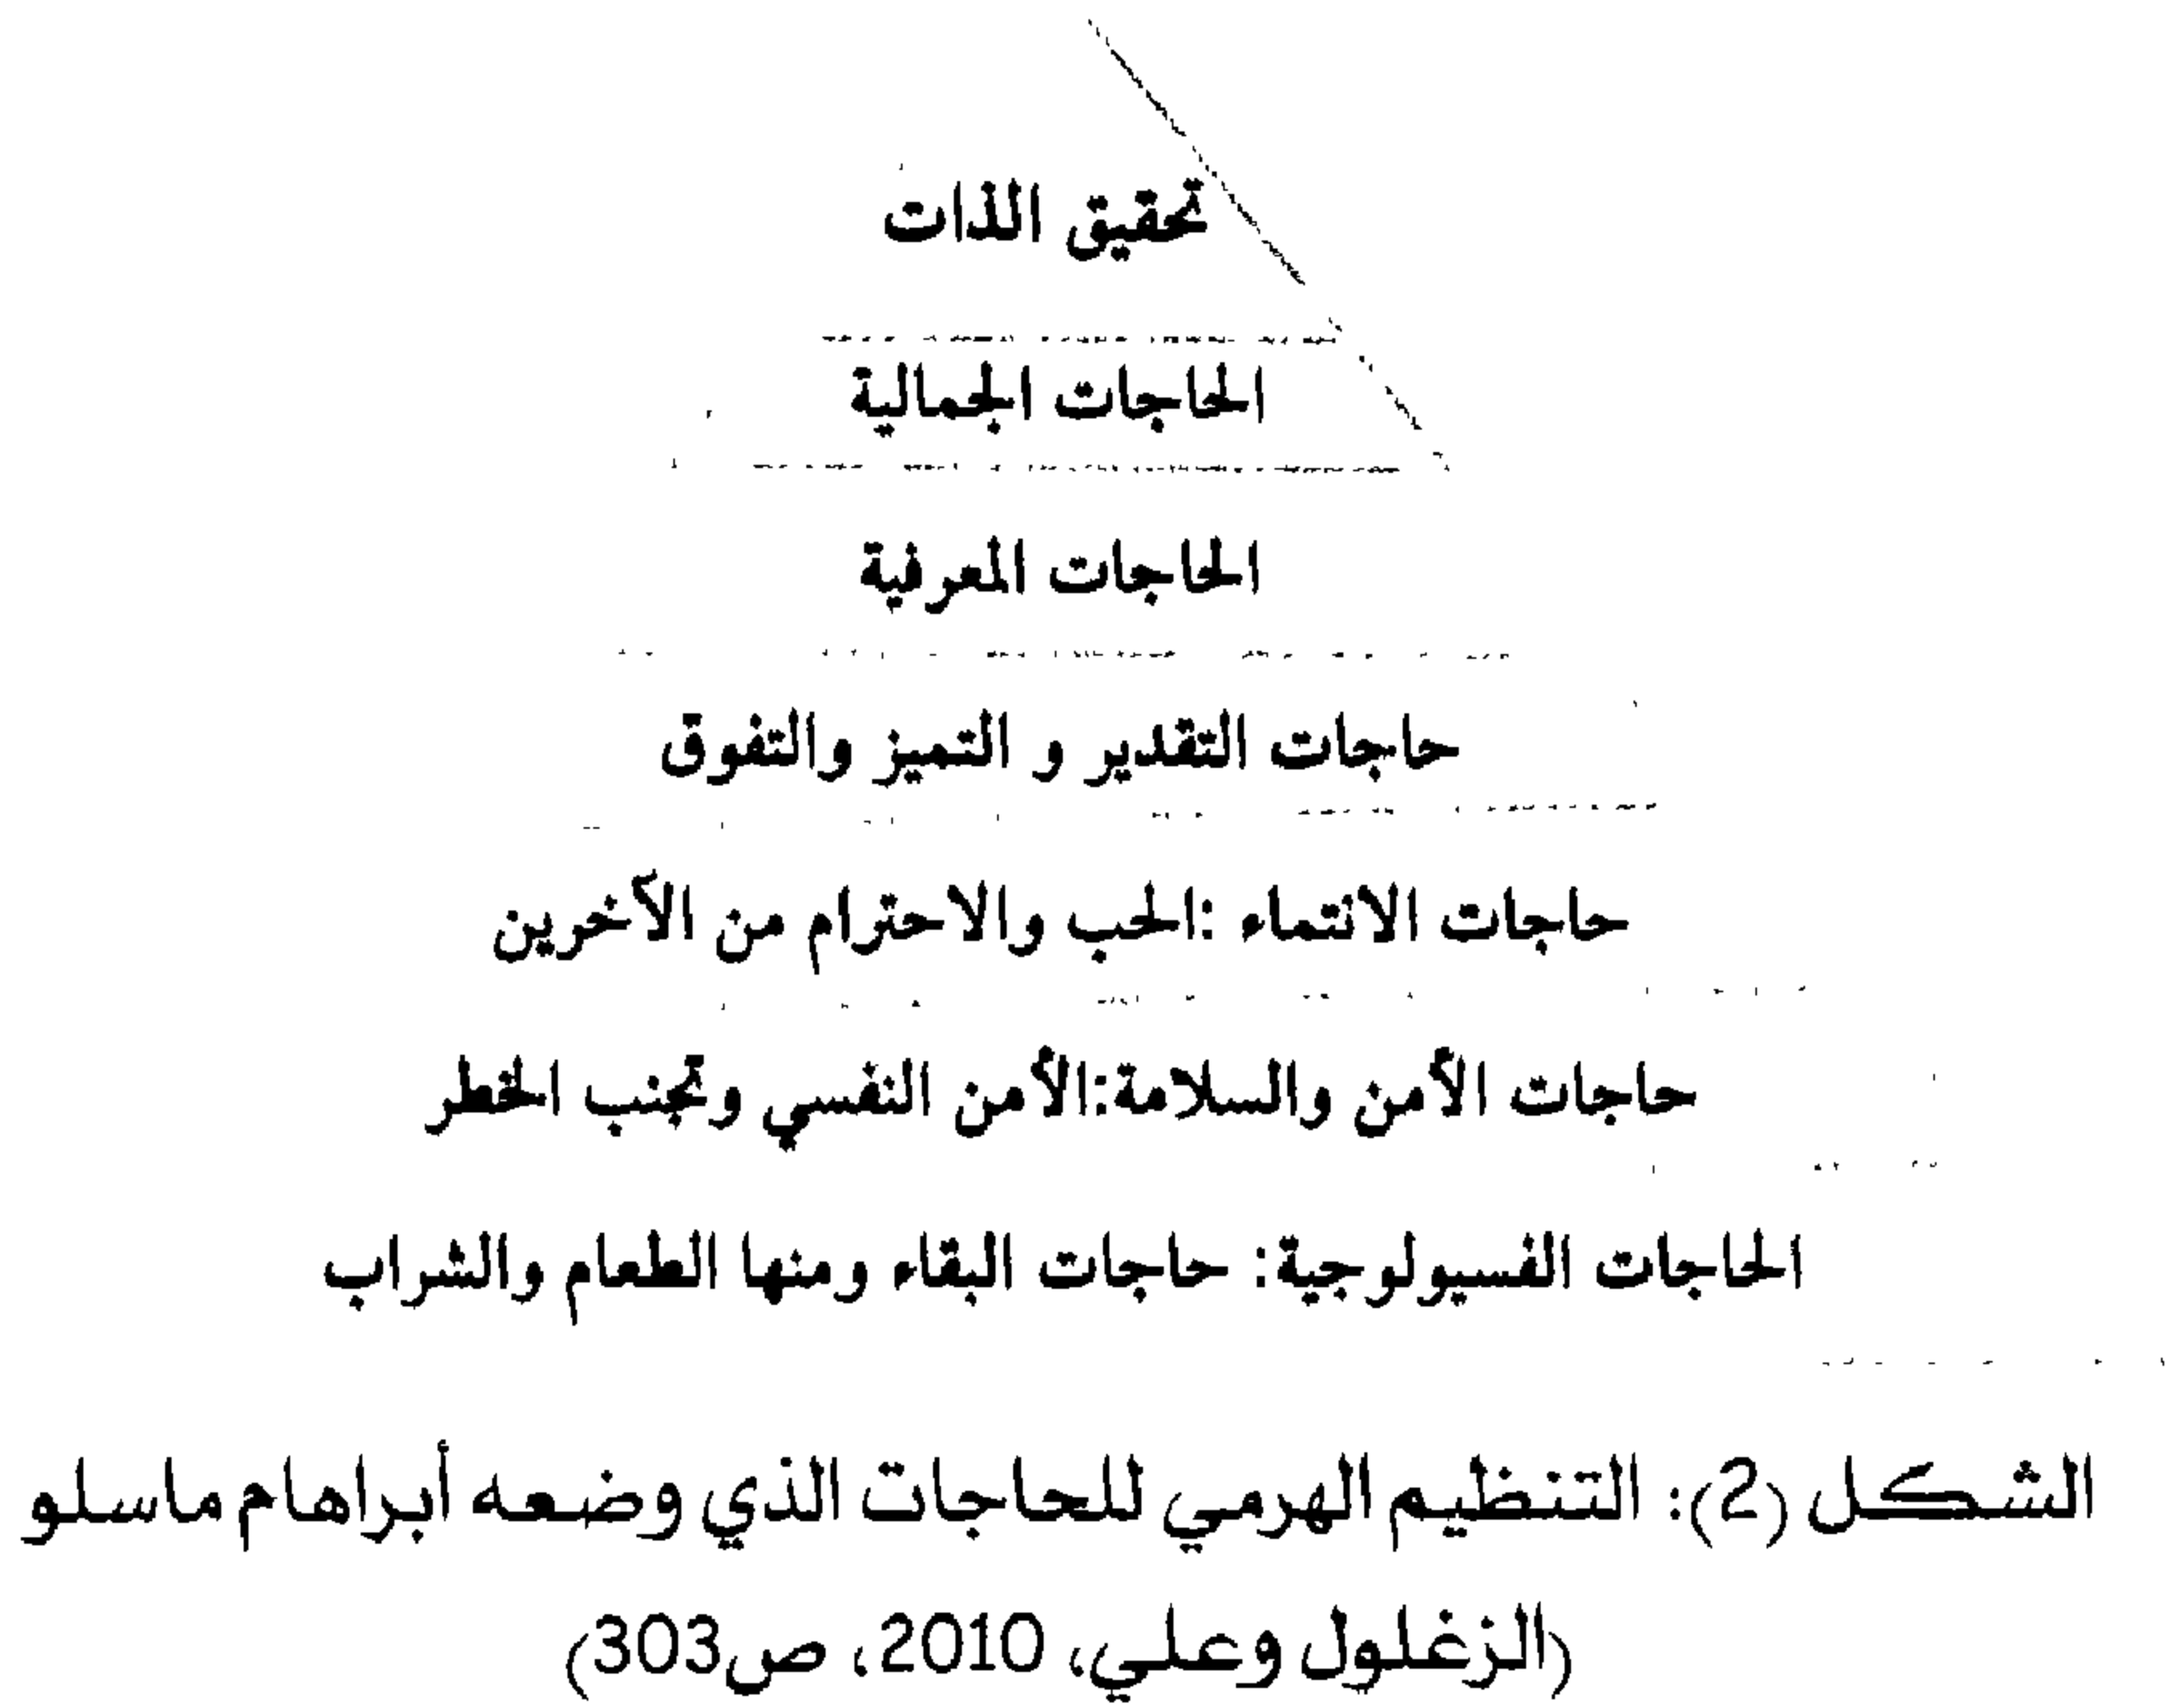 تحقيق الذات
الحاجات الجمالية
الحاجات المعرفية
حاجات التقدير و التميز والتفوق
حاجات الانتماء :الحب والاحترام من الآخرين
حاجات الأمن والسلامة:الأمن النفسي وتجنب الخطر
الحاجات الفسيولوجية: حاجات البقاء ومنها الطعام والشراب
الشكل (2): التنظيم الهرمي للحاجات الذي وضعه أبراهام ماسلو
(الزغلول وعلي، 2010، ص303)